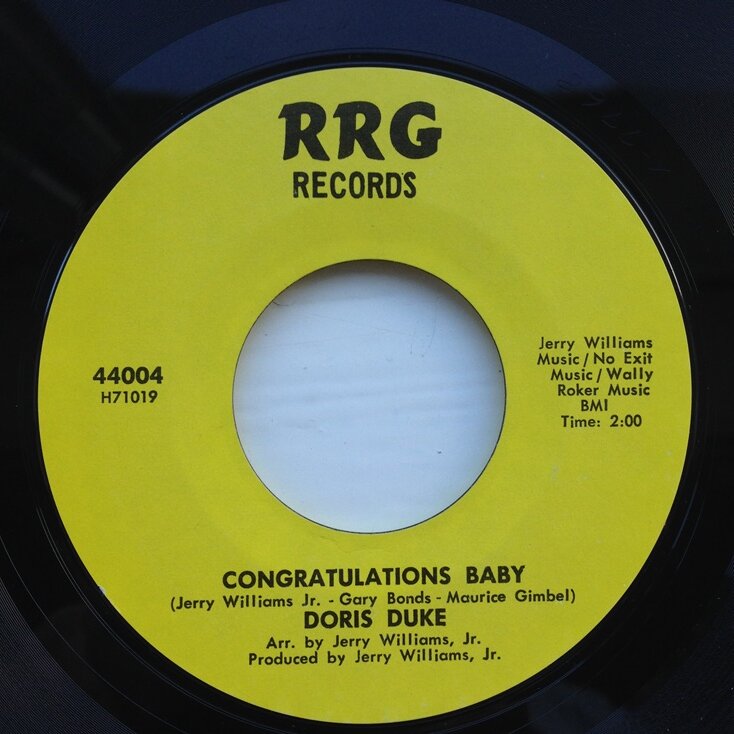 RRG
RECORDS
44004
H71019
Jerry Williams
Music/No Exit
Music/Wally
Roker Music
BMI
Time: 2:00
CONGRATULATIONS BABY
(Jerry Williams Jr. - Gary Bonds - Maurice Gimbel)
DORIS DUKE
Arr. by Jerry Williams, Jr.
Produced by Jerry Williams, Jr.